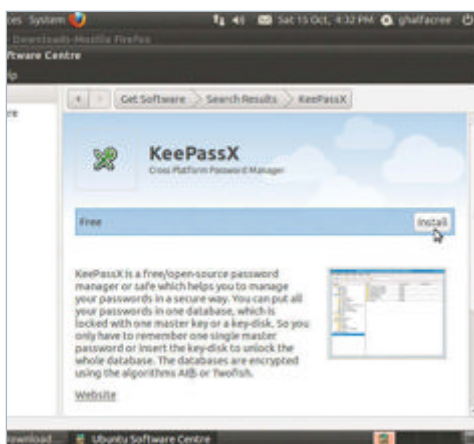 ces System Sat 15 Oct, 4:32 PM ghalfacree
Downloads-Mozilla Firefox
ftware Centre
lp
Get Software Search Results KeePassX
re
KeePassX
Cross Platform Password Manager
Free Install
KeePassX is a free/open-source password
manager or safe which helps you to manage
your passwords in a secure way. You can put all
your passwords in one database, which is
locked with one master key or a key-disk. So you
only have to remember one single master
password or insert the key-disk to unlock the
whole database. The databases are encrypted
using the algorithms or Twofish.
Website
ownload Ubuntu Software Centre